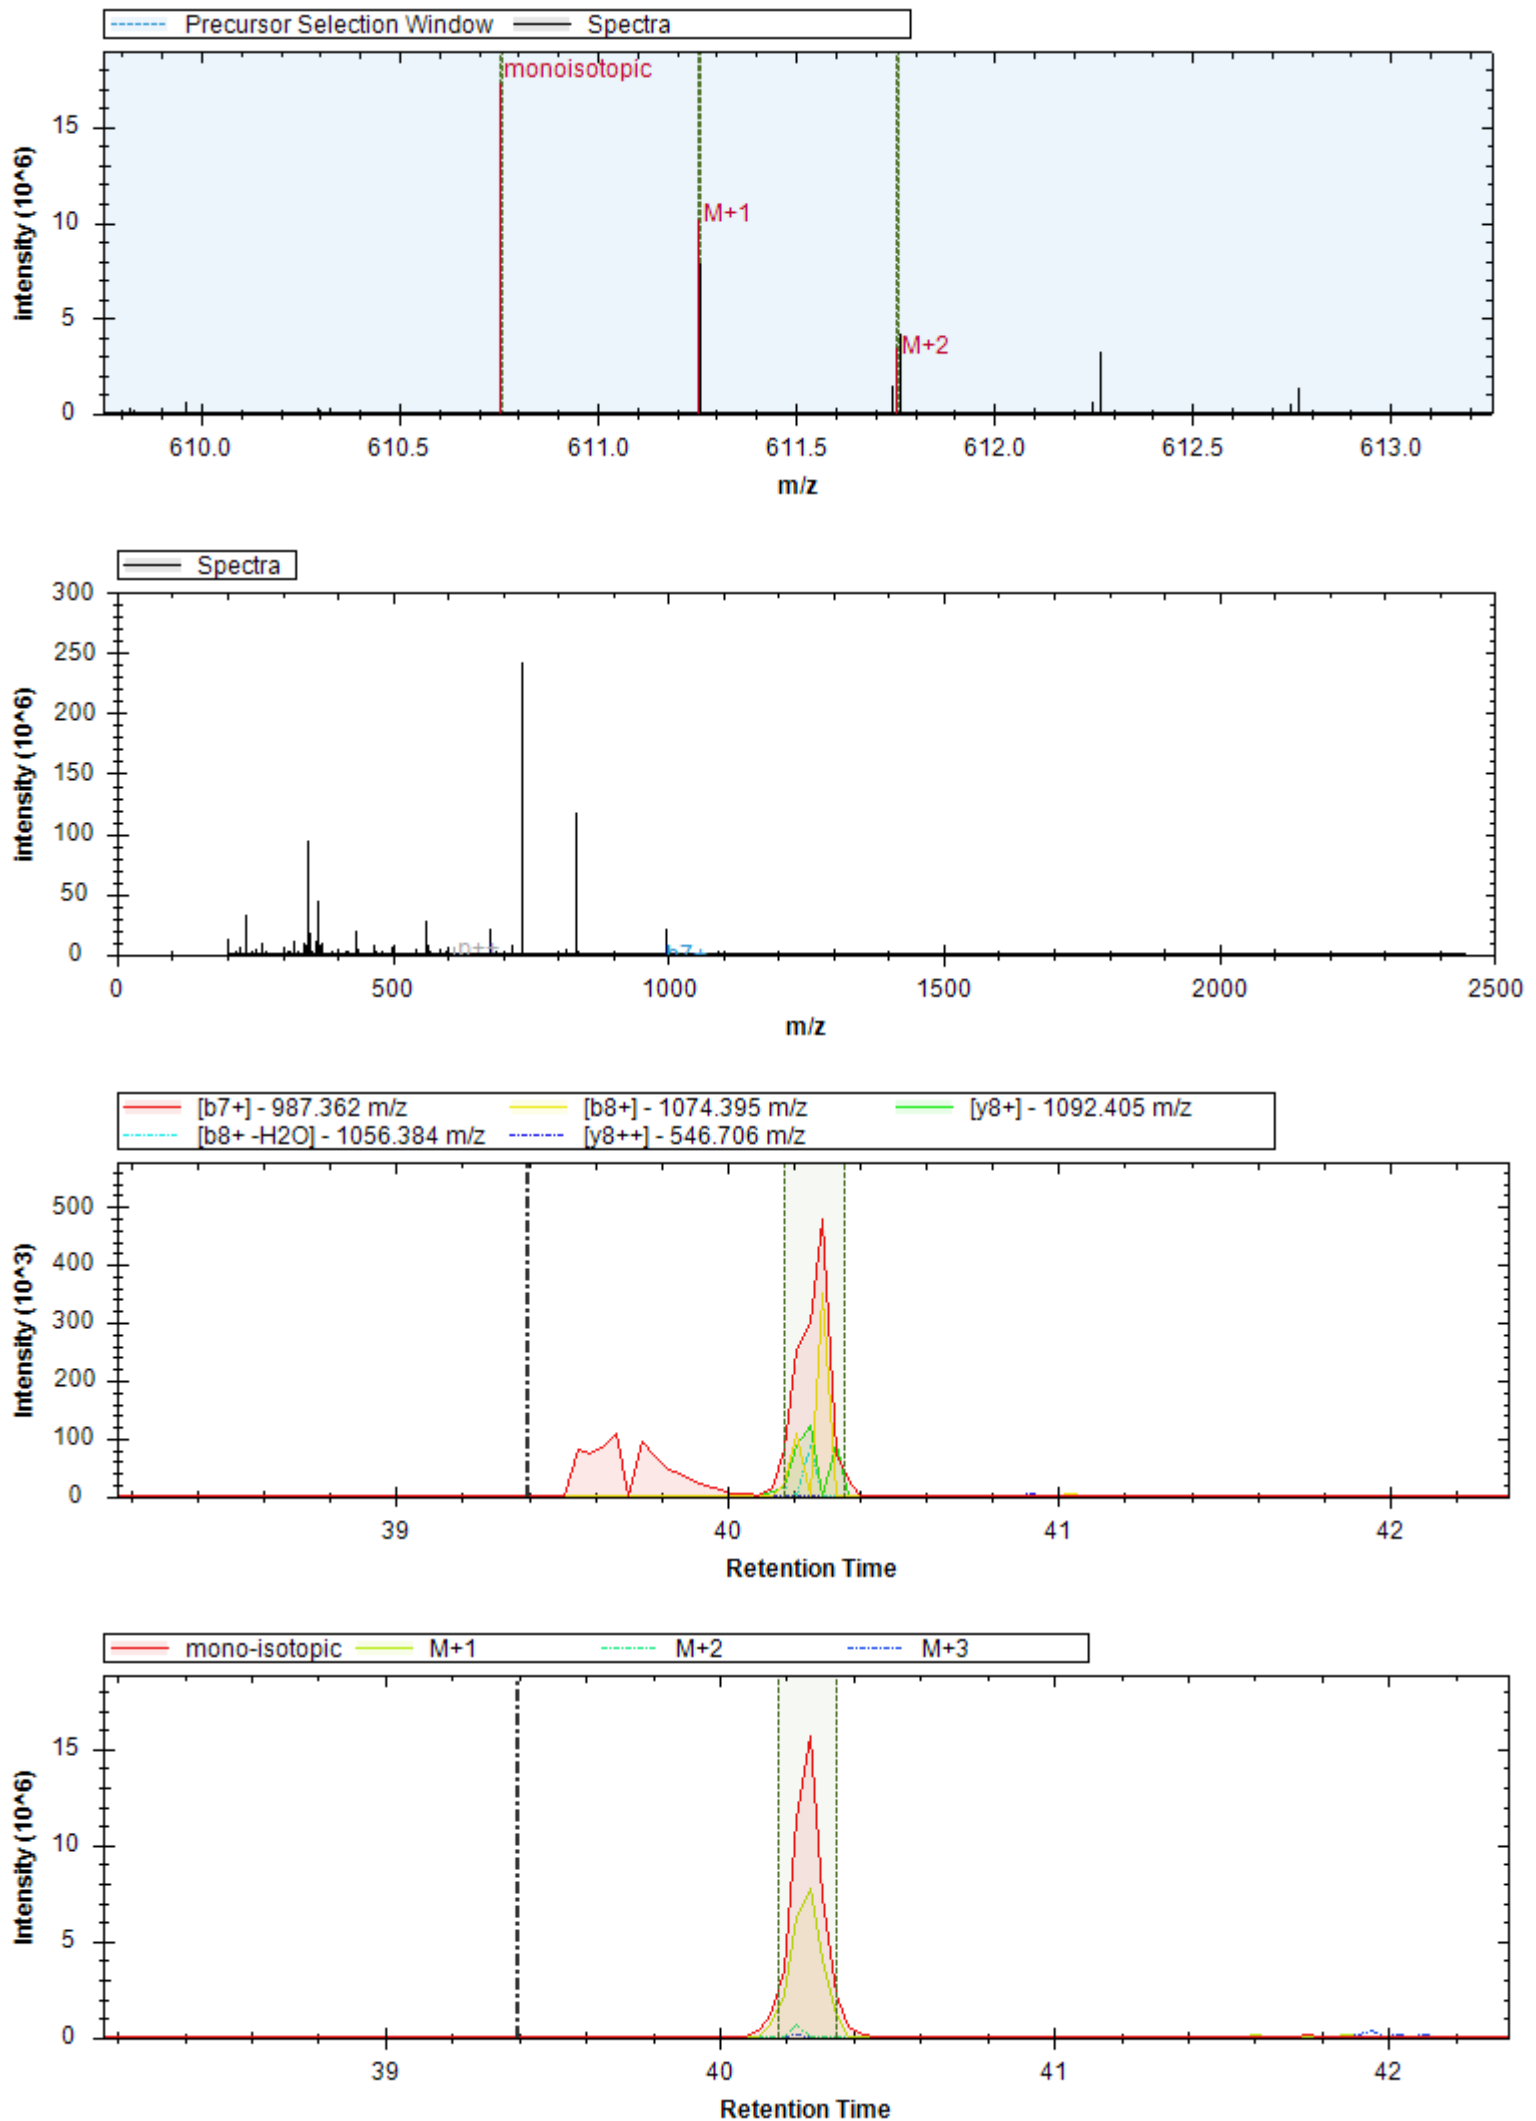 Precursor Selection Window Spectra
monoisotopic
M+1
M+2
15
10
5
0
intensity (10^6)
610.0 610.5 611.0 611.5 612.0 612.5 613.0
m/z
Spectra
300
250
200
150
100
50
0
intensity (10^6)
b7+
0 500 1000 1500 2000 2500
m/z
[b7+] - 987.362 m/z [b8+] - 1074.395 m/z [y8+] - 1092.405 m/z
[b8+ -H2O] - 1056.384 m/z [y8++] - 546.706 m/z
500
400
300
200
100
0
Intensity (10^3)
39 40 41 42
Retention Time
mono-isotopic M+1 M+2 M+3
15
10
5
0
Intensity (10^6)
39 40 41 42
Retention Time